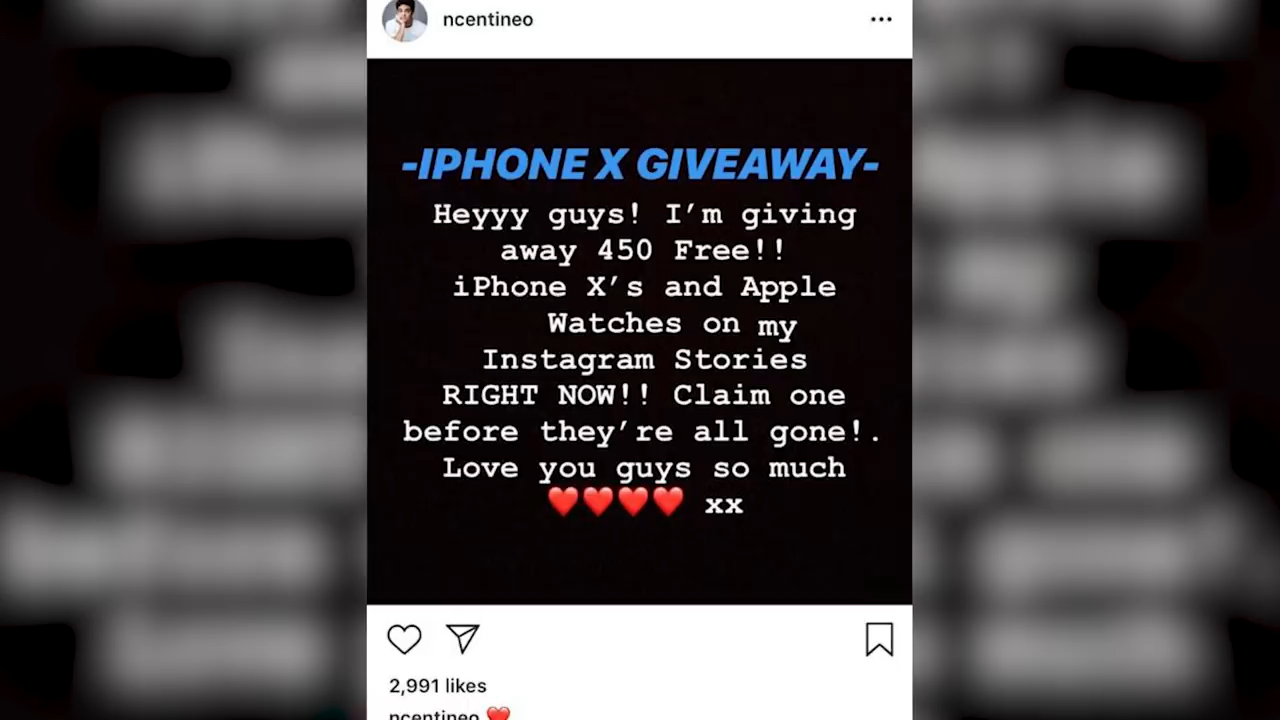 ncentineo
-IPHONE X GIVEAWAY-
Heyyy guys! I’m giving
away 450 Free!!
iPhone X’s and Apple
Watches on my
Instagram Stories
RIGHT NOW!! Claim one
before they’re all gone!.
Love you guys so much
❤️❤️❤️❤️ xx
2,991 likes
ncentineo ❤️